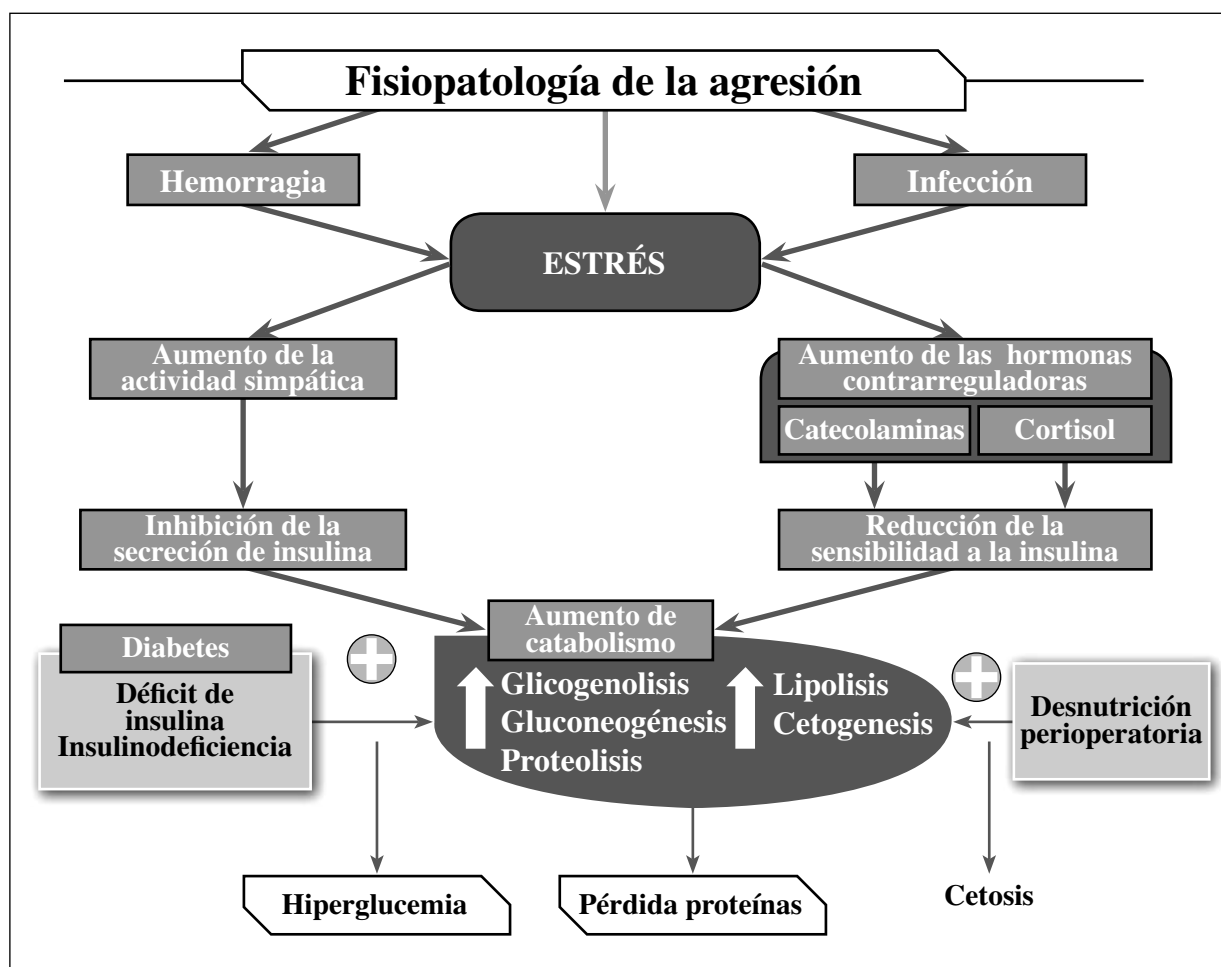 Fisiopatología de la agresión
Hemorragia
Infección
ESTRÉS
Aumento de la
actividad simpática
Aumento de las hormonas
contrarreguladoras
Catecolaminas
Cortisol
Inhibición de la
secreción de insulina
Reducción de la
sensibilidad a la insulina
Aumento de
catabolismo
Diabetes
Déficit de
insulina
Insulinodeficiencia
Glicogenolisis
Gluconeogénesis
Proteolisis
Lipolisis
Cetogenesis
Desnutrición
perioperatoria
Hiperglucemia
Pérdida proteínas
Cetosis